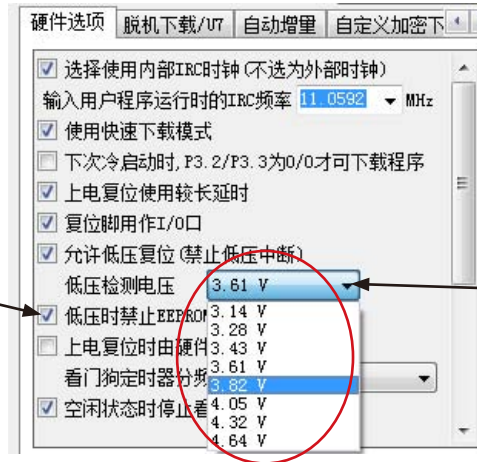 硬件选项 脱机下载/U7 自动增量 自定义加密下
选择使用内部IRC时钟(不选为外部时钟)
输入用户程序运行时的IRC频率 11.0592 MHz
使用快速下载模式
下次冷启动时,P3.2/P3.3为0/0才可下载程序
上电复位使用较长延时
复位脚用作I/O口
允许低压复位(禁止低压中断)
低压检测电压 3.61 V
低压时禁止EEPRO
3.14 V
3.28 V
上电复位时由硬件
3.43 V
3.61 V
看门狗定时器分频
3.82 V
空闲状态时停止看
4.05 V
4.32 V
4.64 V